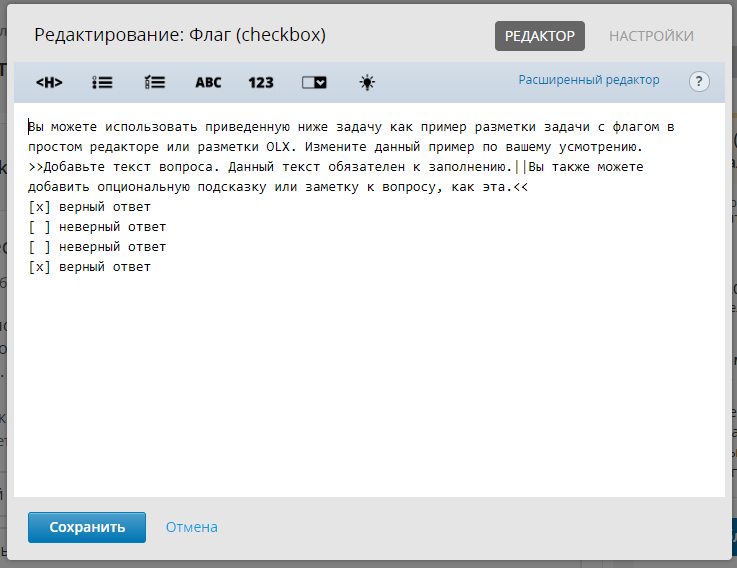 Редактирование: Флаг (checkbox)
РЕДАКТОР
НАСТРОЙКИ
<H>
ABC
123
Расширенный редактор
?
Вы можете использовать приведенную ниже задачу как пример разметки задачи с флагом в
простом редакторе или разметки OLX. Измените данный пример по вашему усмотрению.
>>Добавьте текст вопроса. Данный текст обязателен к заполнению.||Вы также можете
добавить опциональную подсказку или заметку к вопросу, как эта.<<
[x] верный ответ
[ ] неверный ответ
[ ] неверный ответ
[x] верный ответ
Сохранить
Отмена